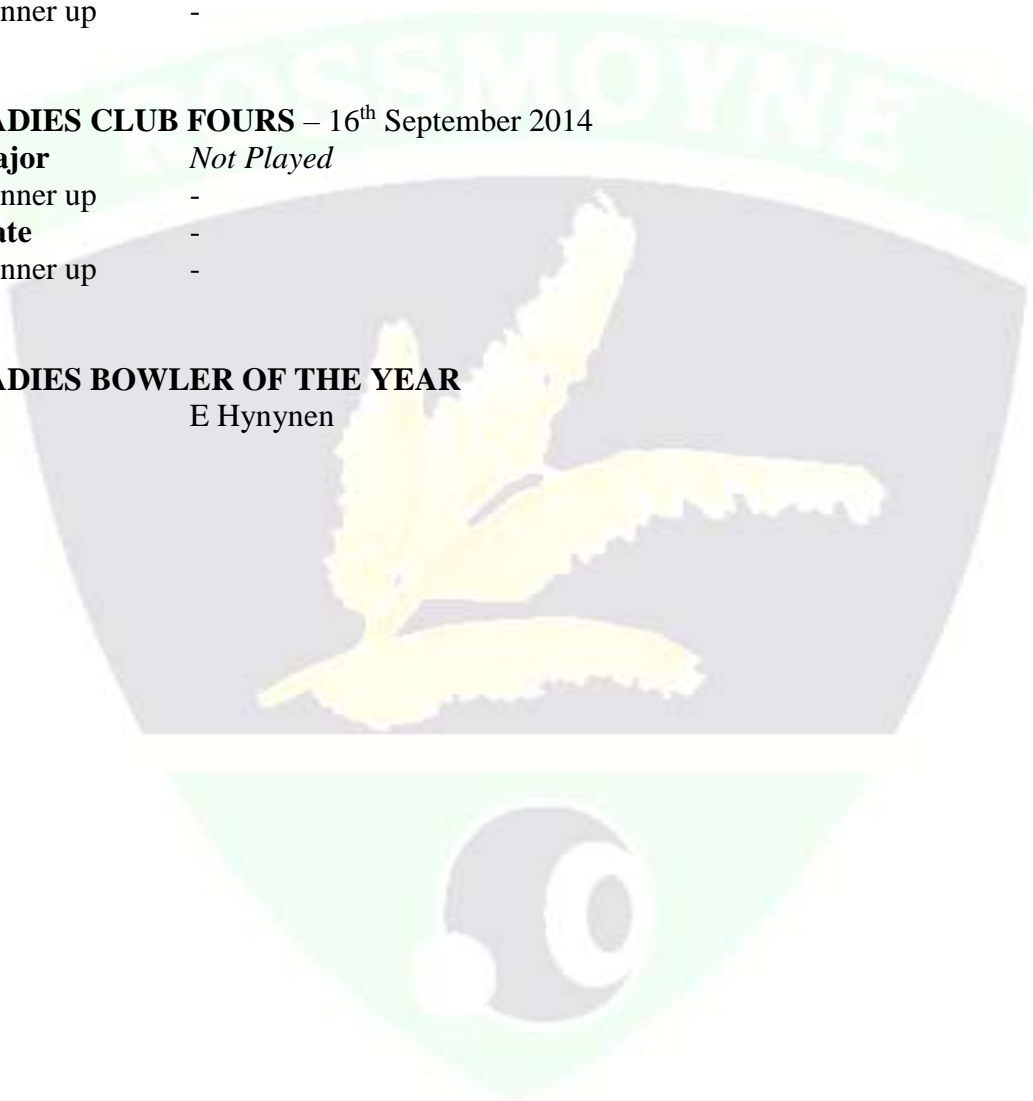 nner up -
ROSSMOYNE
ADIES CLUB FOURS – 16th September 2014
ajor Not Played
nner up -
ate -
nner up -
ADIES BOWLER OF THE YEAR
E Hynynen